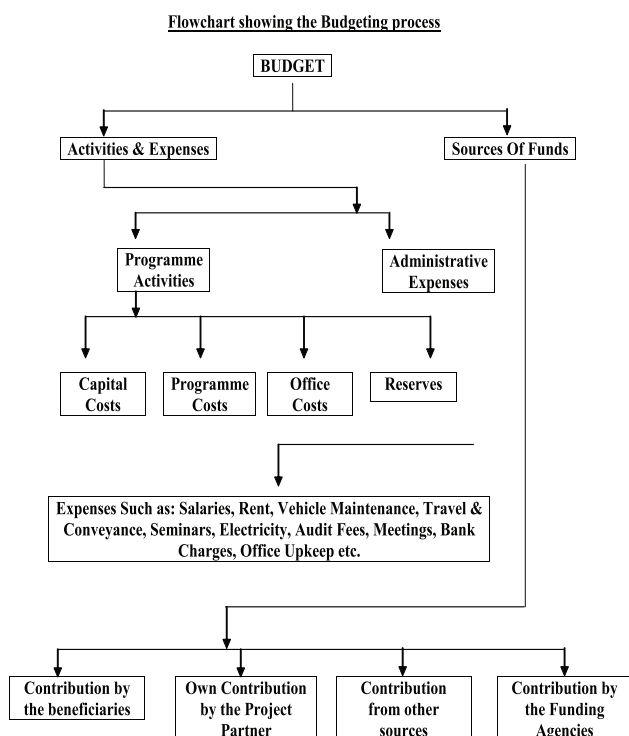 Flowchart showing the Budgeting process
BUDGET
Activities & Expenses
Sources Of Funds
Programme
Activities
Administrative
Expenses
Capital
Costs
Programme
Costs
Office
Costs
Reserves
Expenses Such as: Salaries, Rent, Vehicle Maintenance, Travel &
Conveyance, Seminars, Electricity, Audit Fees, Meetings, Bank
Charges, Office Upkeep etc.
Contribution by
the beneficiaries
Own Contribution
by the Project
Partner
Contribution
from other
sources
Contribution by
the Funding
Agencies